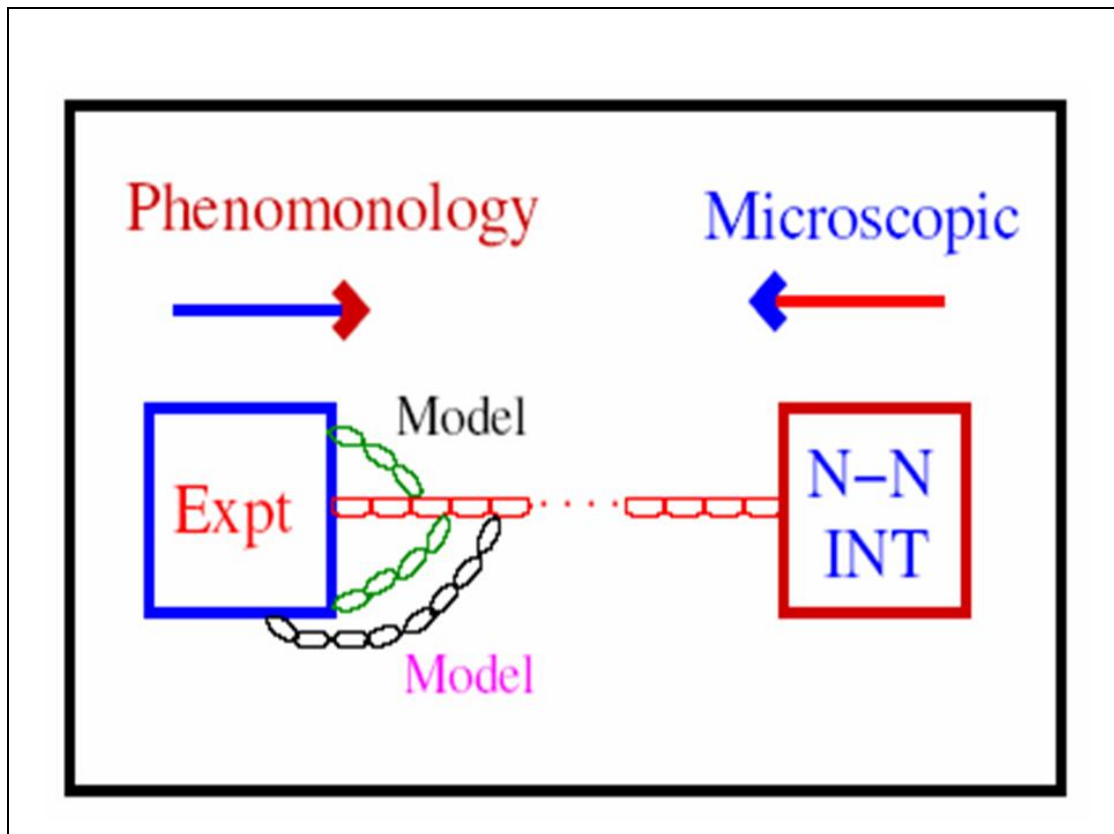 Phenomonology
Microscopic
Model
Expt
N–N
INT
Model